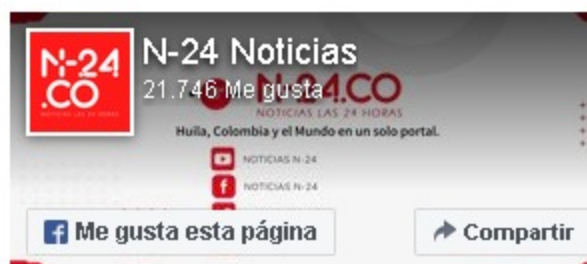 N-24
.CO
NOTICIAS LAS 24 HORAS
N-24 Noticias
21.746 Me gusta
N-24.CO
NOTICIAS LAS 24 HORAS
Huila, Colombia y el Mundo en un solo portal.
NOTICIAS N-24
NOTICIAS N-24
Me gusta esta página
Compartir